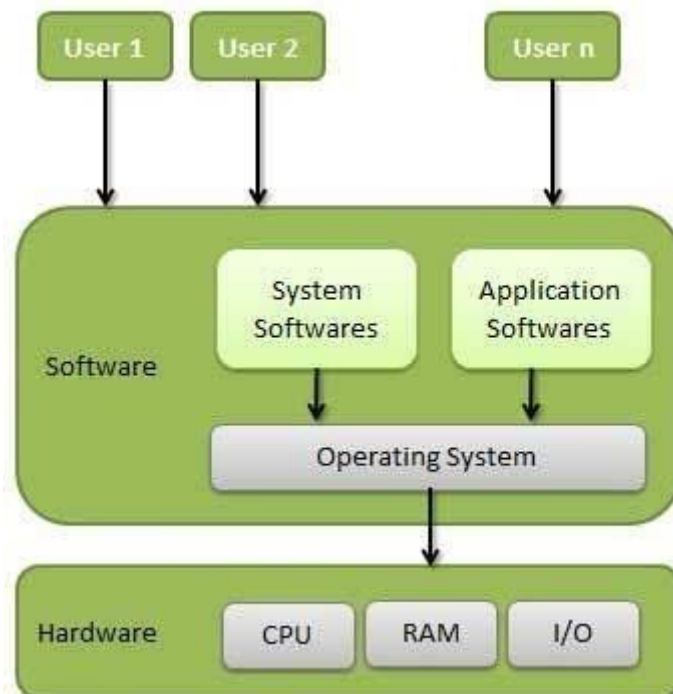 User 1
User 2
User n
System
Softwares
Application
Softwares
Software
Operating System
Hardware
CPU
RAM
I/O